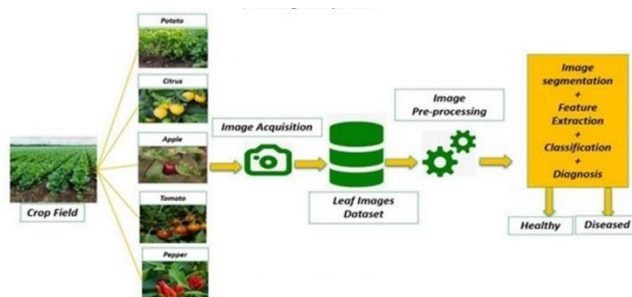 Potato
Citrus
Apple
Tomato
Pepper
Crop Field
Image Acquisition
Leaf Images
Dataset
Image
Pre-processing
Image
segmentation
+
Feature
Extraction
+
Classification
+
Diagnosis
Healthy
Diseased